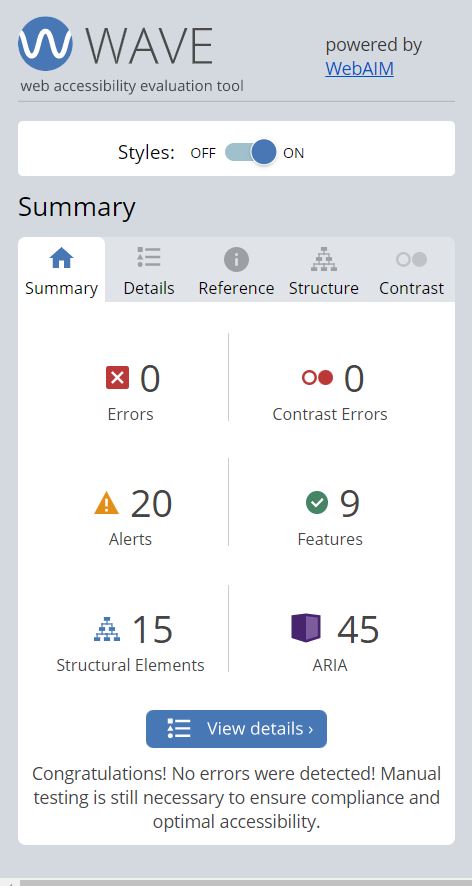 WAVE
powered by
WebAIM
web accessibility evaluation tool
Styles: OFF ON
Summary
Summary Details Reference Structure Contrast
0 0
Errors Contrast Errors
20 9
Alerts Features
15 45
Structural Elements ARIA
View details ›
Congratulations! No errors were detected! Manual
testing is still necessary to ensure compliance and
optimal accessibility.